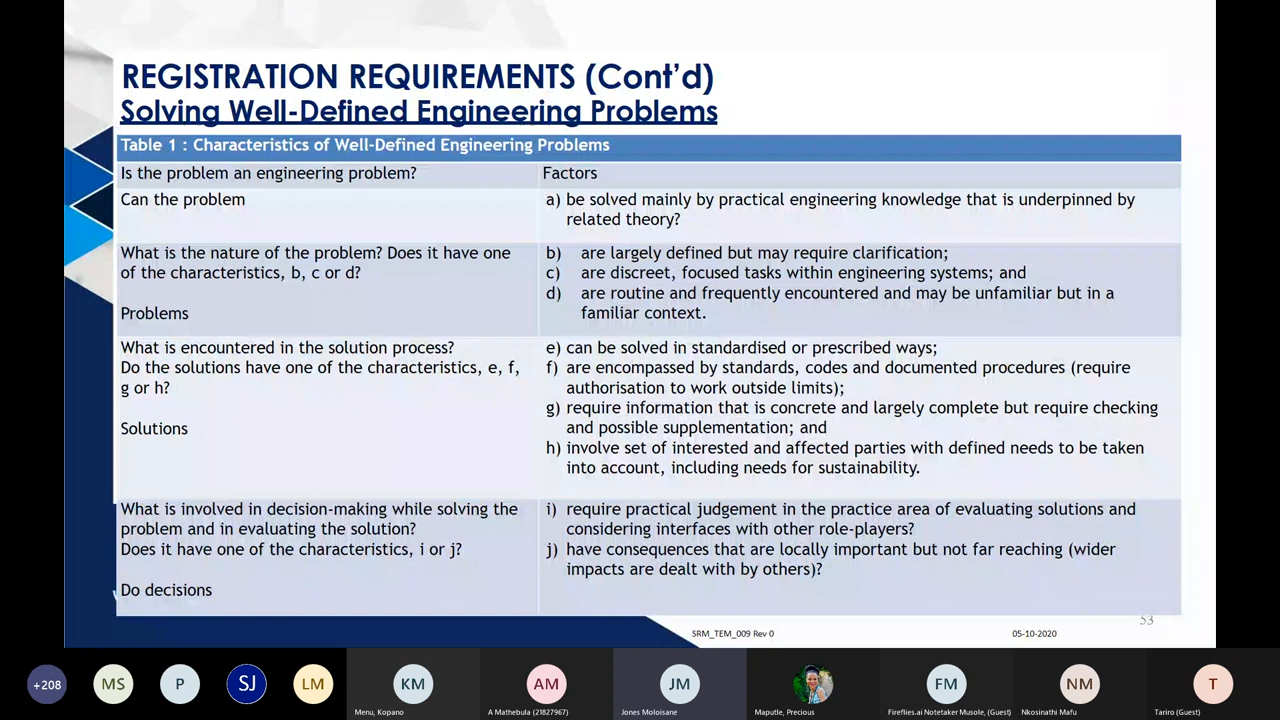 REGISTRATION REQUIREMENTS (Cont'd)
Solving Well-Defined Engineering Problems
Table 1 : Characteristics of Well-Defined Engineering Problems
Is the problem an engineering problem?
Factors
Can the problem
a) be solved mainly by practical engineering knowledge that is underpinned by
related theory?
What is the nature of the problem? Does it have one
of the characteristics, b, c or d?
Problems
b) are largely defined but may require clarification;
c) are discreet, focused tasks within engineering systems; and
d) are routine and frequently encountered and may be unfamiliar but in a
familiar context.
What is encountered in the solution process?
Do the solutions have one of the characteristics, e, f,
g or h?
Solutions
e) can be solved in standardised or prescribed ways;
f) are encompassed by standards, codes and documented procedures (require
authorisation to work outside limits);
g) require information that is concrete and largely complete but require checking
and possible supplementation; and
h) involve set of interested and affected parties with defined needs to be taken
into account, including needs for sustainability.
What is involved in decision-making while solving the
problem and in evaluating the solution?
Does it have one of the characteristics, i or j?
Do decisions
i) require practical judgement in the practice area of evaluating solutions and
considering interfaces with other role-players?
j) have consequences that are locally important but not far reaching (wider
impacts are dealt with by others)?
53
SRM_TEM_009 Rev 0
05-10-2020
+208
MS
P
SJ
LM
KM
Menu, Kopano
AM
A Mathebula (21827967)
JM
Jones Moloisane
Maputle, Precious
FM
Fireflies.ai Notetaker Musole, (Guest)
NM
Nkosinathi Mafu
T
Tariro (Guest)